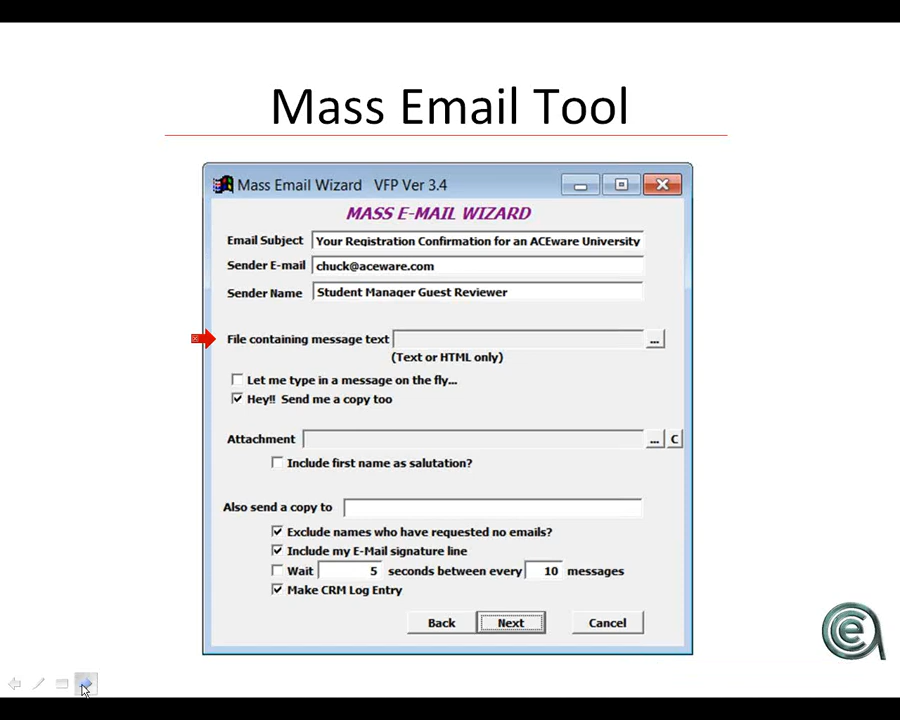 Mass Email Tool
Mass Email Wizard VFP Ver 3.4
MASS E-MAIL WIZARD
Email Subject Your Registration Confirmation for an ACEware University
Sender E-mail chuck@aceware.com
Sender Name Student Manager Guest Reviewer
File containing message text ...
(Text or HTML only)
Let me type in a message on the fly...
Hey!! Send me a copy too
Attachment ... C
Include first name as salutation?
Also send a copy to
Exclude names who have requested no emails?
Include my E-Mail signature line
Wait 5 seconds between every 10 messages
Make CRM Log Entry
Back Next Cancel